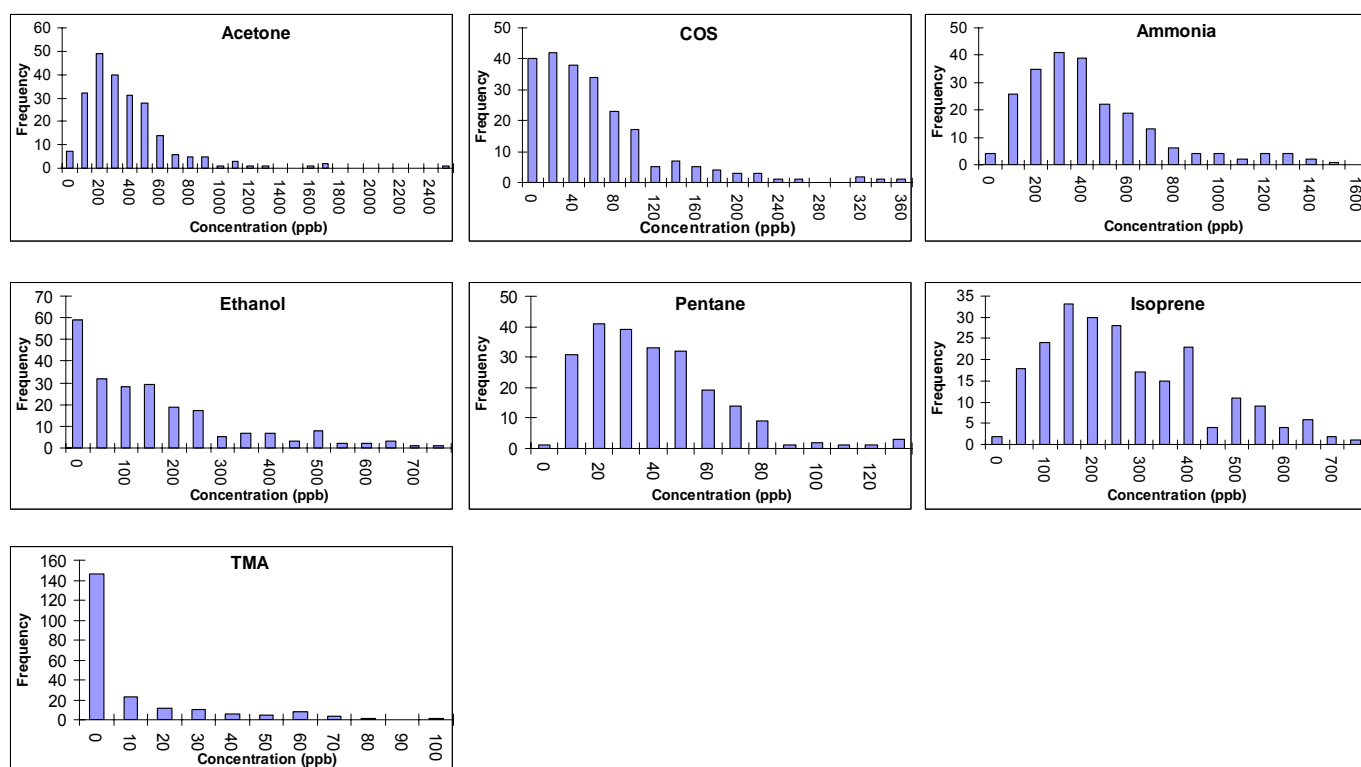 Acetone
60
50
40
30
20
10
0
Frequency
0 200 400 600 800 1000 1200 1400 1600 1800 2000 2200 2400
Concentration (ppb)
COS
50
40
30
20
10
0
Frequency
0 40 80 120 160 200 240 280 320 360
Concentration (ppb)
Ammonia
50
40
30
20
10
0
Frequency
0 200 400 600 800 1000 1200 1400 1600
Concentration (ppb)
Ethanol
70
60
50
40
30
20
10
0
Frequency
0 100 200 300 400 500 600 700
Concentration (ppb)
Pentane
50
40
30
20
10
0
Frequency
0 20 40 60 80 100 120
Concentration (ppb)
Isoprene
35
30
25
20
15
10
5
0
Frequency
0 100 200 300 400 500 600 700
Concentration (ppb)
TMA
160
140
120
100
80
60
40
20
0
Frequency
0 10 20 30 40 50 60 70 80 90 100
Concentration (ppb)